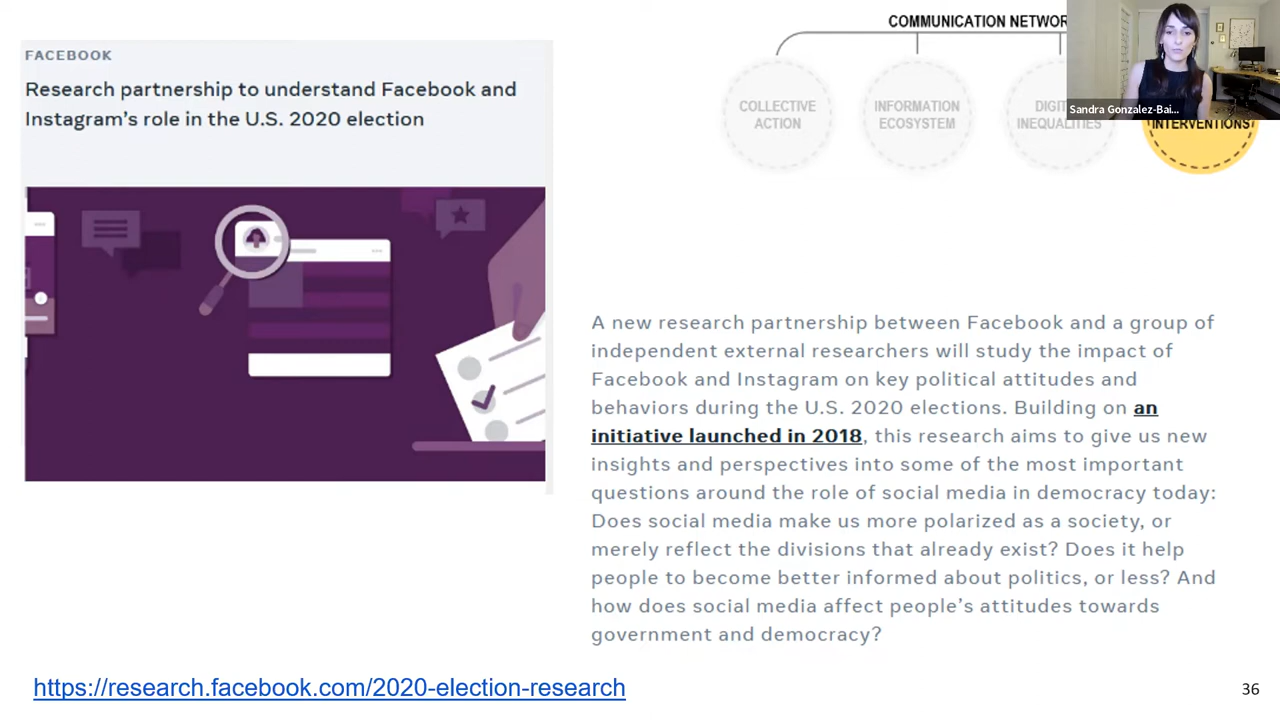 FACEBOOK
Research partnership to understand Facebook and
Instagram's role in the U.S. 2020 election
COMMUNICATION
COLLECTIVE
ACTION
INFORMATION
ECOSYSTEM
INEQUALITIES
INTERVENTIONS
Sandra Gonzalez-Bai...
A new research partnership between Facebook and a group of
independent external researchers will study the impact of
Facebook and Instagram on key political attitudes and
behaviors during the U.S. 2020 elections. Building on an
initiative launched in 2018, this research aims to give us new
insights and perspectives into some of the most important
questions around the role of social media in democracy today:
Does social media make us more polarized as a society, or
merely reflect the divisions that already exist? Does it help
people to become better informed about politics, or less? And
how does social media affect people's attitudes towards
government and democracy?
https://research.facebook.com/2020-election-research
36